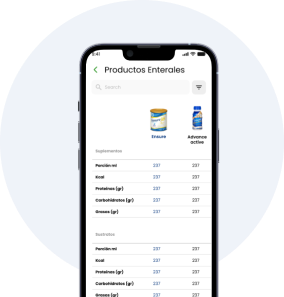 9:41
Productos Enterales
Search
Ensure
Advance
active
Suplementos
Porción ml 237 237
Kcal 237 237
Proteínas (gr) 237 237
Carbohidratos (gr) 237 237
Grasas (gr) 237 237
Sustratos
Porción ml 237 237
Kcal 237 237
Proteínas (gr) 237 237
Carbohidratos (gr) 237 237
Grasas (gr) 237 237